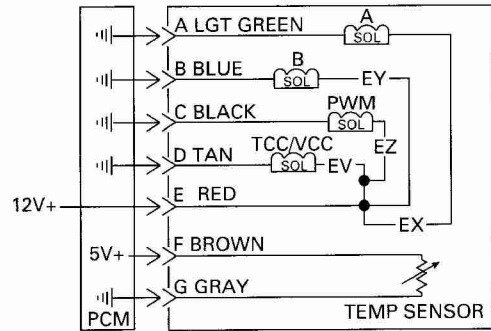 A LGT GREEN
A
SOL
B BLUE
B
SOL
EY
C BLACK
PWM
SOL
EZ
D TAN
TCC/VCC
SOL
EV
12V+
E RED
EX
5V+
F BROWN
G GRAY
PCM
TEMP SENSOR